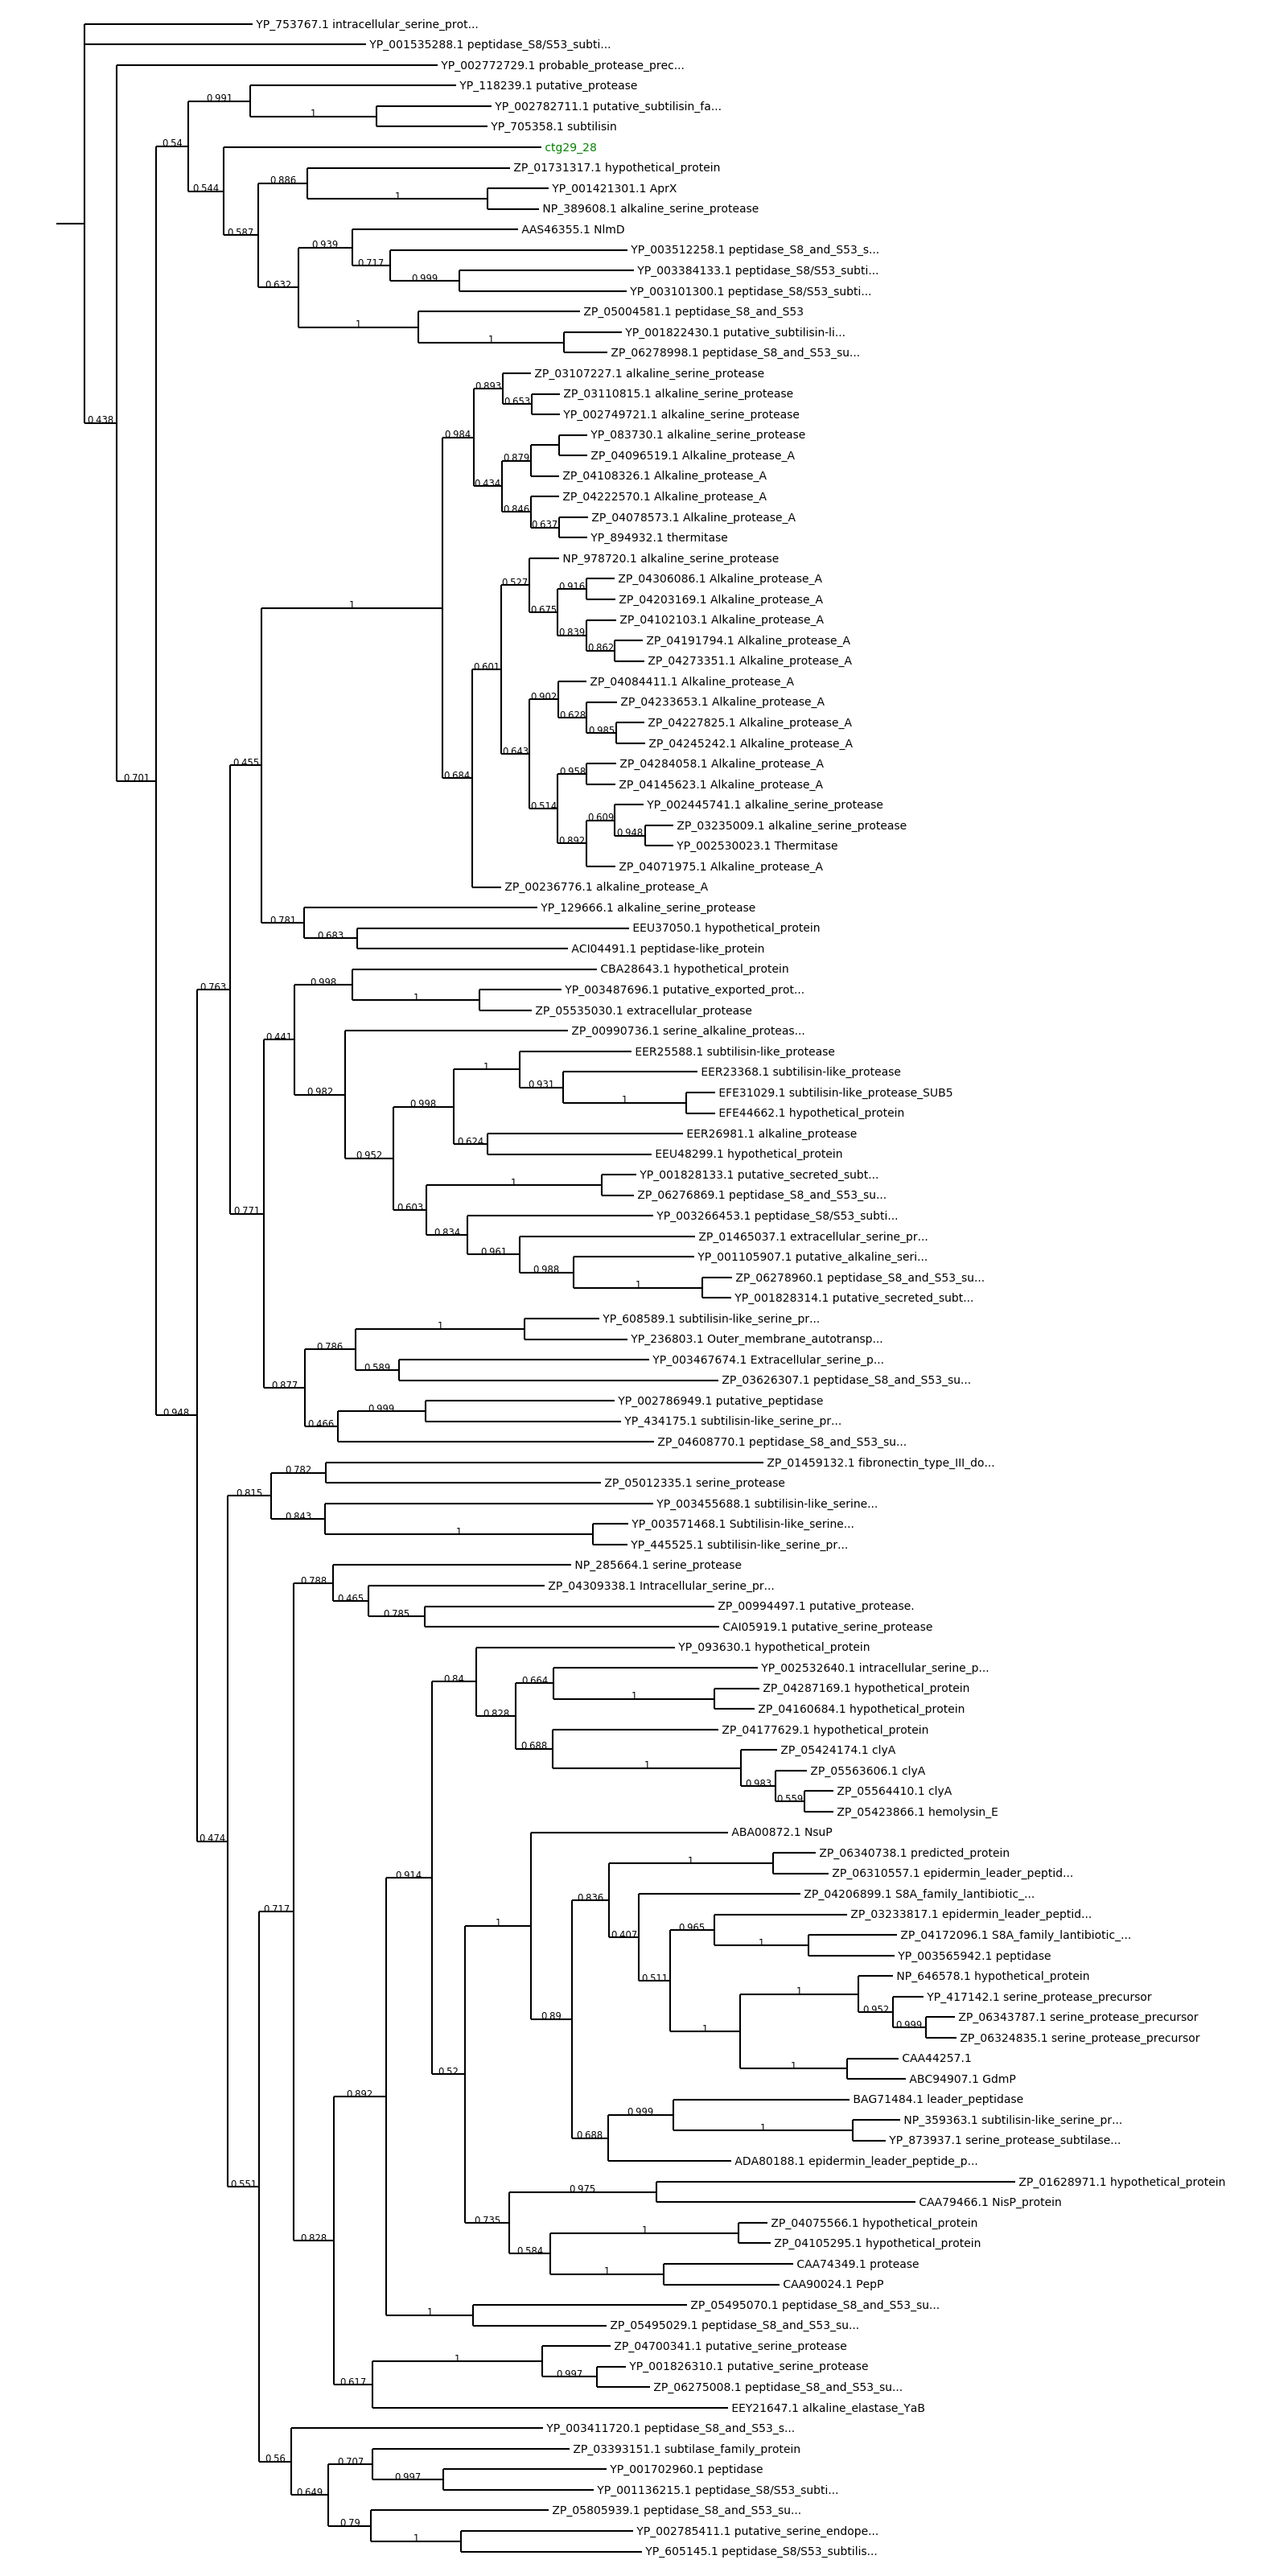 YP_753767.1 intracellular_serine_prot...
YP_001535288.1 peptidase_S8/S53_subti...
YP_002772729.1 probable_protease_prec...
YP_118239.1 putative_protease
0.991
YP_002782711.1 putative_subtilisin_fa...
1
YP_705358.1 subtilisin
0.54
ctg29_28
ZP_01731317.1 hypothetical_protein
0.886
0.544
YP_001421301.1 AprX
1
NP_389608.1 alkaline_serine_protease
AAS46355.1 NlmD
0.587
0.939
YP_003512258.1 peptidase_S8_and_S53_s...
0.717
YP_003384133.1 peptidase_S8/S53_subti...
0.999
0.632
YP_003101300.1 peptidase_S8/S53_subti...
ZP_05004581.1 peptidase_S8_and_S53
1
YP_001822430.1 putative_subtilisin-li...
1
ZP_06278998.1 peptidase_S8_and_S53_su...
ZP_03107227.1 alkaline_serine_protease
0.893
ZP_03110815.1 alkaline_serine_protease
0.653
YP_002749721.1 alkaline_serine_protease
0.438
0.984
YP_083730.1 alkaline_serine_protease
ZP_04096519.1 Alkaline_protease_A
0.879
ZP_04108326.1 Alkaline_protease_A
0.434
ZP_04222570.1 Alkaline_protease_A
0.846
ZP_04078573.1 Alkaline_protease_A
0.637
YP_894932.1 thermitase
NP_978720.1 alkaline_serine_protease
0.527
ZP_04306086.1 Alkaline_protease_A
0.916
ZP_04203169.1 Alkaline_protease_A
1
0.675
ZP_04102103.1 Alkaline_protease_A
0.839
ZP_04191794.1 Alkaline_protease_A
0.862
ZP_04273351.1 Alkaline_protease_A
0.601
ZP_04084411.1 Alkaline_protease_A
0.902
ZP_04233653.1 Alkaline_protease_A
0.628
ZP_04227825.1 Alkaline_protease_A
0.985
ZP_04245242.1 Alkaline_protease_A
0.643
ZP_04284058.1 Alkaline_protease_A
0.455
0.958
0.701
0.684
ZP_04145623.1 Alkaline_protease_A
YP_002445741.1 alkaline_serine_protease
0.514
0.609
ZP_03235009.1 alkaline_serine_protease
0.948
YP_002530023.1 Thermitase
0.892
ZP_04071975.1 Alkaline_protease_A
ZP_00236776.1 alkaline_protease_A
YP_129666.1 alkaline_serine_protease
0.781
EEU37050.1 hypothetical_protein
0.683
ACI04491.1 peptidase-like_protein
CBA28643.1 hypothetical_protein
0.763
0.998
YP_003487696.1 putative_exported_prot...
1
ZP_05535030.1 extracellular_protease
ZP_00990736.1 serine_alkaline_proteas...
0.441
EER25588.1 subtilisin-like_protease
1
EER23368.1 subtilisin-like_protease
0.931
0.982
EFE31029.1 subtilisin-like_protease_SUB5
1
EFE44662.1 hypothetical_protein
0.998
EER26981.1 alkaline_protease
0.624
EEU48299.1 hypothetical_protein
0.952
YP_001828133.1 putative_secreted_subt...
1
ZP_06276869.1 peptidase_S8_and_S53_su...
0.771
0.603
YP_003266453.1 peptidase_S8/S53_subti...
0.834
ZP_01465037.1 extracellular_serine_pr...
0.961
YP_001105907.1 putative_alkaline_seri...
0.988
ZP_06278960.1 peptidase_S8_and_S53_su...
1
YP_001828314.1 putative_secreted_subt...
YP_608589.1 subtilisin-like_serine_pr...
1
YP_236803.1 Outer_membrane_autotransp...
0.786
YP_003467674.1 Extracellular_serine_p...
0.589
ZP_03626307.1 peptidase_S8_and_S53_su...
0.877
YP_002786949.1 putative_peptidase
0.948
0.999
YP_434175.1 subtilisin-like_serine_pr...
0.466
ZP_04608770.1 peptidase_S8_and_S53_su...
ZP_01459132.1 fibronectin_type_III_do...
0.782
ZP_05012335.1 serine_protease
0.815
YP_003455688.1 subtilisin-like_serine...
0.843
YP_003571468.1 Subtilisin-like_serine...
1
YP_445525.1 subtilisin-like_serine_pr...
NP_285664.1 serine_protease
0.788
ZP_04309338.1 Intracellular_serine_pr...
0.465
ZP_00994497.1 putative_protease.
0.785
CAI05919.1 putative_serine_protease
YP_093630.1 hypothetical_protein
0.84
YP_002532640.1 intracellular_serine_p...
0.664
ZP_04287169.1 hypothetical_protein
1
ZP_04160684.1 hypothetical_protein
0.828
ZP_04177629.1 hypothetical_protein
0.688
ZP_05424174.1 clyA
1
ZP_05563606.1 clyA
0.983
ZP_05564410.1 clyA
0.559
ZP_05423866.1 hemolysin_E
0.474
ABA00872.1 NsuP
ZP_06340738.1 predicted_protein
1
0.914
ZP_06310557.1 epidermin_leader_peptid...
ZP_04206899.1 S8A_family_lantibiotic_...
0.836
0.717
ZP_03233817.1 epidermin_leader_peptid...
1
0.965
ZP_04172096.1 S8A_family_lantibiotic_...
0.407
1
YP_003565942.1 peptidase
NP_646578.1 hypothetical_protein
0.511
1
YP_417142.1 serine_protease_precursor
0.952
ZP_06343787.1 serine_protease_precursor
0.89
0.999
1
ZP_06324835.1 serine_protease_precursor
CAA44257.1
1
0.52
ABC94907.1 GdmP
0.892
BAG71484.1 leader_peptidase
0.999
NP_359363.1 subtilisin-like_serine_pr...
1
0.688
YP_873937.1 serine_protease_subtilase...
ADA80188.1 epidermin_leader_peptide_p...
0.551
ZP_01628971.1 hypothetical_protein
0.975
CAA79466.1 NisP_protein
0.735
ZP_04075566.1 hypothetical_protein
1
0.828
ZP_04105295.1 hypothetical_protein
0.584
CAA74349.1 protease
1
CAA90024.1 PepP
ZP_05495070.1 peptidase_S8_and_S53_su...
1
ZP_05495029.1 peptidase_S8_and_S53_su...
ZP_04700341.1 putative_serine_protease
1
YP_001826310.1 putative_serine_protease
0.997
0.617
ZP_06275008.1 peptidase_S8_and_S53_su...
EEY21647.1 alkaline_elastase_YaB
YP_003411720.1 peptidase_S8_and_S53_s...
0.56
ZP_03393151.1 subtilase_family_protein
0.707
YP_001702960.1 peptidase
0.997
0.649
YP_001136215.1 peptidase_S8/S53_subti...
ZP_05805939.1 peptidase_S8_and_S53_su...
0.79
YP_002785411.1 putative_serine_endope...
1
YP_605145.1 peptidase_S8/S53_subtilis...